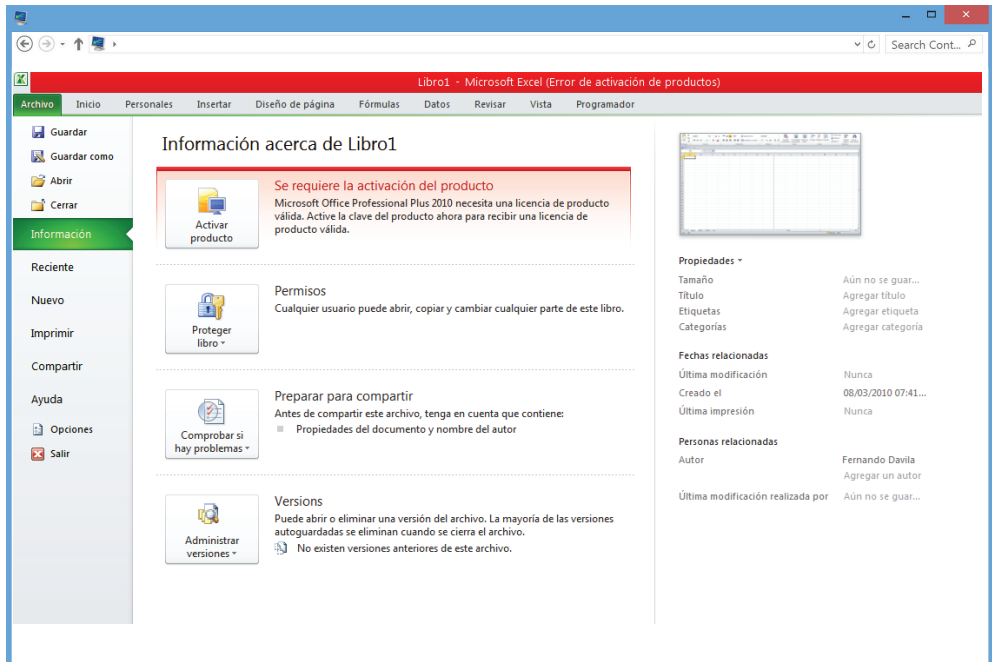 Search Cont...
Libro1 - Microsoft Excel (Error de activación de productos)
Archivo Inicio Personales Insertar Diseño de página Fórmulas Datos Revisar Vista Programador
Guardar
Guardar como
Abrir
Cerrar
Información
Reciente
Nuevo
Imprimir
Compartir
Ayuda
Opciones
Salir
Información acerca de Libro1
Activar
producto
Se requiere la activación del producto
Microsoft Office Professional Plus 2010 necesita una licencia de producto
válida. Active la clave del producto ahora para recibir una licencia de
producto válida.
Proteger
libro
Permisos
Cualquier usuario puede abrir, copiar y cambiar cualquier parte de este libro.
Comprobar si
hay problemas
Preparar para compartir
Antes de compartir este archivo, tenga en cuenta que contiene:
Propiedades del documento y nombre del autor
Administrar
versiones
Versions
Puede abrir o eliminar una versión del archivo. La mayoría de las versiones
autoguardadas se eliminan cuando se cierra el archivo.
No existen versiones anteriores de este archivo.
Propiedades
Tamaño Aún no se guar...
Título Agregar título
Etiquetas Agregar etiqueta
Categorías Agregar categoría
Fechas relacionadas
Última modificación Nunca
Creado el 08/03/2010 07:41...
Última impresión Nunca
Personas relacionadas
Autor Fernando Davila
Agregar un autor
Última modificación realizada por Aún no se guar...